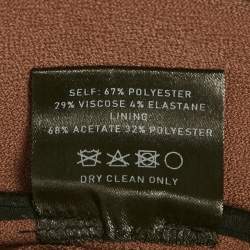 SELF: 67% POLYESTER
29% VISCOSE 4% ELASTANE
LINING:
68% ACETATE 32% POLYESTER
DRY CLEAN ONLY